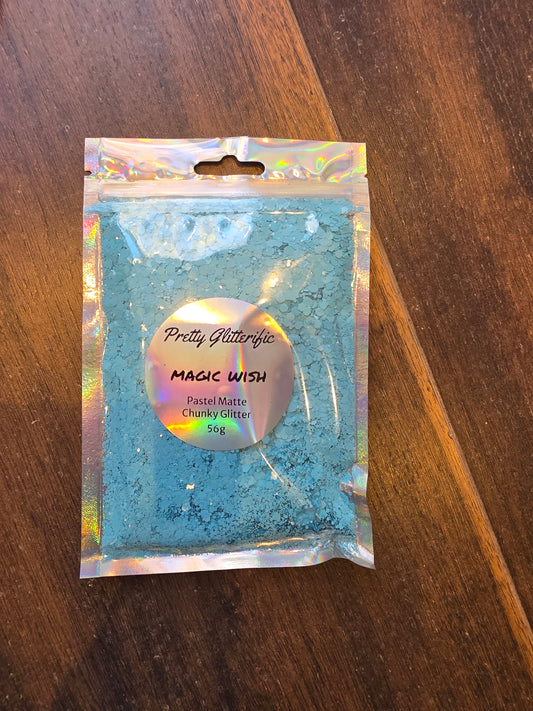 Pretty Glitterific
MAGIC WISH
Pastel Matte
Chunky Glitter
56g